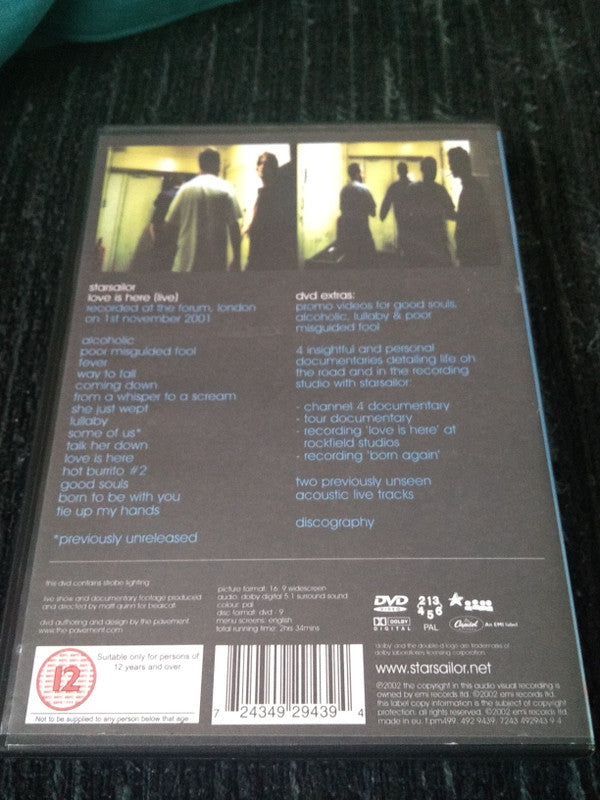 starsailor
love is here (live)
recorded at the forum, london
on 1st november 2001
alcoholic
poor misguided fool
fever
way to fall
coming down
from a whisper to a scream
she just wept
lullaby
some of us*
talk her down
love is here
hot burrito #2
good souls
born to be with you
tie up my hands
*previously unreleased
dvd extras:
promo videos for good souls,
alcoholic, lullaby & poor
misguided fool
4 insightful and personal
documentaries detailing life on
the road and in the recording
studio with starsailor:
- channel 4 documentary
- tour documentary
- recording 'love is here' at
rockfield studios
- recording 'born again'
two previously unseen
acoustic live tracks
discography
this dvd contains strobe lighting
live show and documentary footage produced
and directed by matt quinn for bearcat
dvd authoring and design by the pavement.
www.the-pavement.com
picture format: 16: 9 widescreen
audio: dolby digital 5.1 surround sound
colour: pal
disc format: dvd - 9
menu screens: english
total running time: 2hrs 34mins
DVD
VIDEO
DOLBY
DIGITAL
213
456
PAL
Capitol
An EMI label
'dolby' and the double-d logo are trademarks of
dolby laboratories licensing corporation.
www.starsailor.net
℗2002 the copyright in this audio visual recording is
owned by emi records ltd. ©2002 emi records ltd.
this label copy information is the subject of copyright
protection. all rights reserved. ©2002 emi records ltd.
made in eu. f.pm499. 492 9439. 7243 492943 9 4
Suitable only for persons of
12 years and over
12
Not to be supplied to any person below that age
7 24349 29439 4